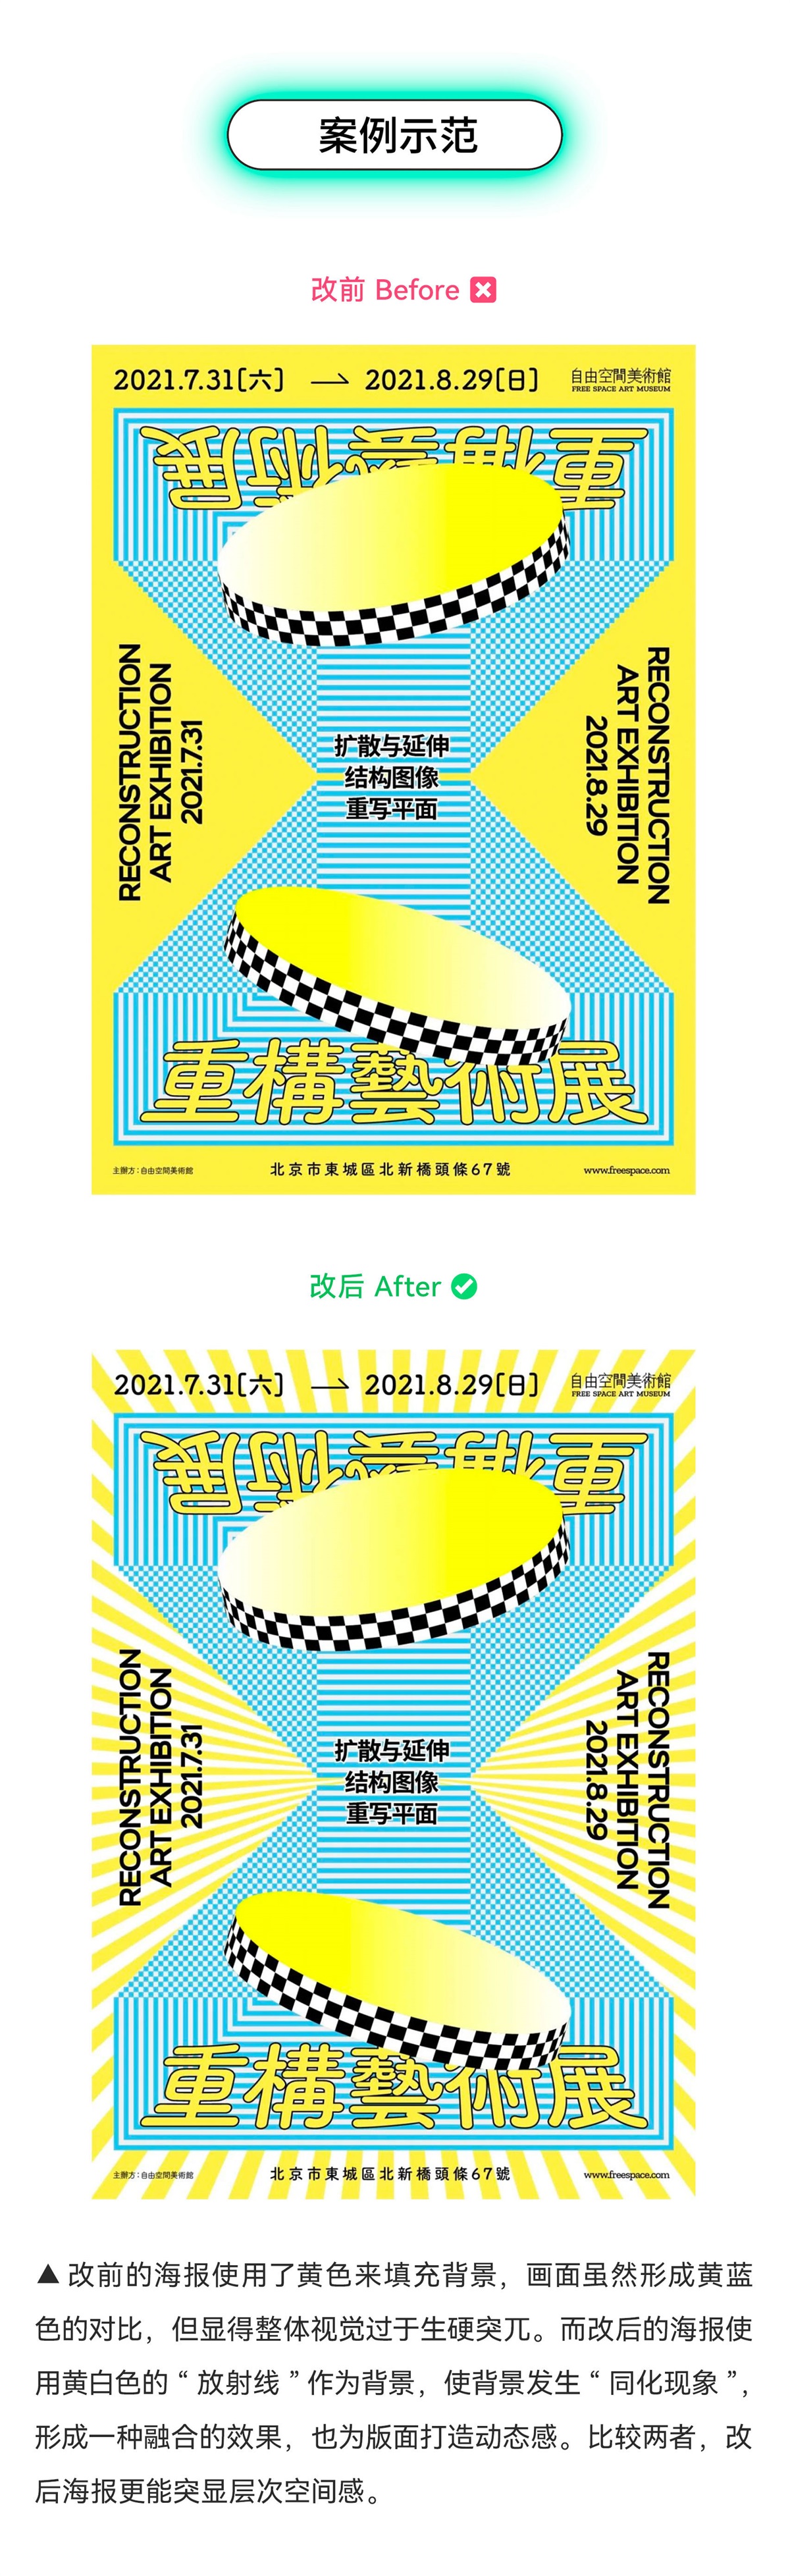 案例示范
改前 Before
2021.7.31[六] → 2021.8.29[日]
自由空間美術館
FREE SPACE ART MUSEUM
重構藝術展
RECONSTRUCTION
ART EXHIBITION
2021.7.31
扩散与延伸
结构图像
重写平面
RECONSTRUCTION
ART EXHIBITION
2021.8.29
重構藝術展
主辦方：自由空間美術館
北京市東城區北新橋頭條67號
www.freespace.com
改后 After
2021.7.31[六] → 2021.8.29[日]
自由空間美術館
FREE SPACE ART MUSEUM
重構藝術展
RECONSTRUCTION
ART EXHIBITION
2021.7.31
扩散与延伸
结构图像
重写平面
RECONSTRUCTION
ART EXHIBITION
2021.8.29
重構藝術展
主辦方：自由空間美術館
北京市東城區北新橋頭條67號
www.freespace.com
▲ 改前的海报使用了黄色来填充背景，画面虽然形成黄蓝
色的对比，但显得整体视觉过于生硬突兀。而改后的海报使
用黄白色的“放射线”作为背景，使背景发生“同化现象”，
形成一种融合的效果，也为版面打造动态感。比较两者，改
后海报更能突显层次空间感。